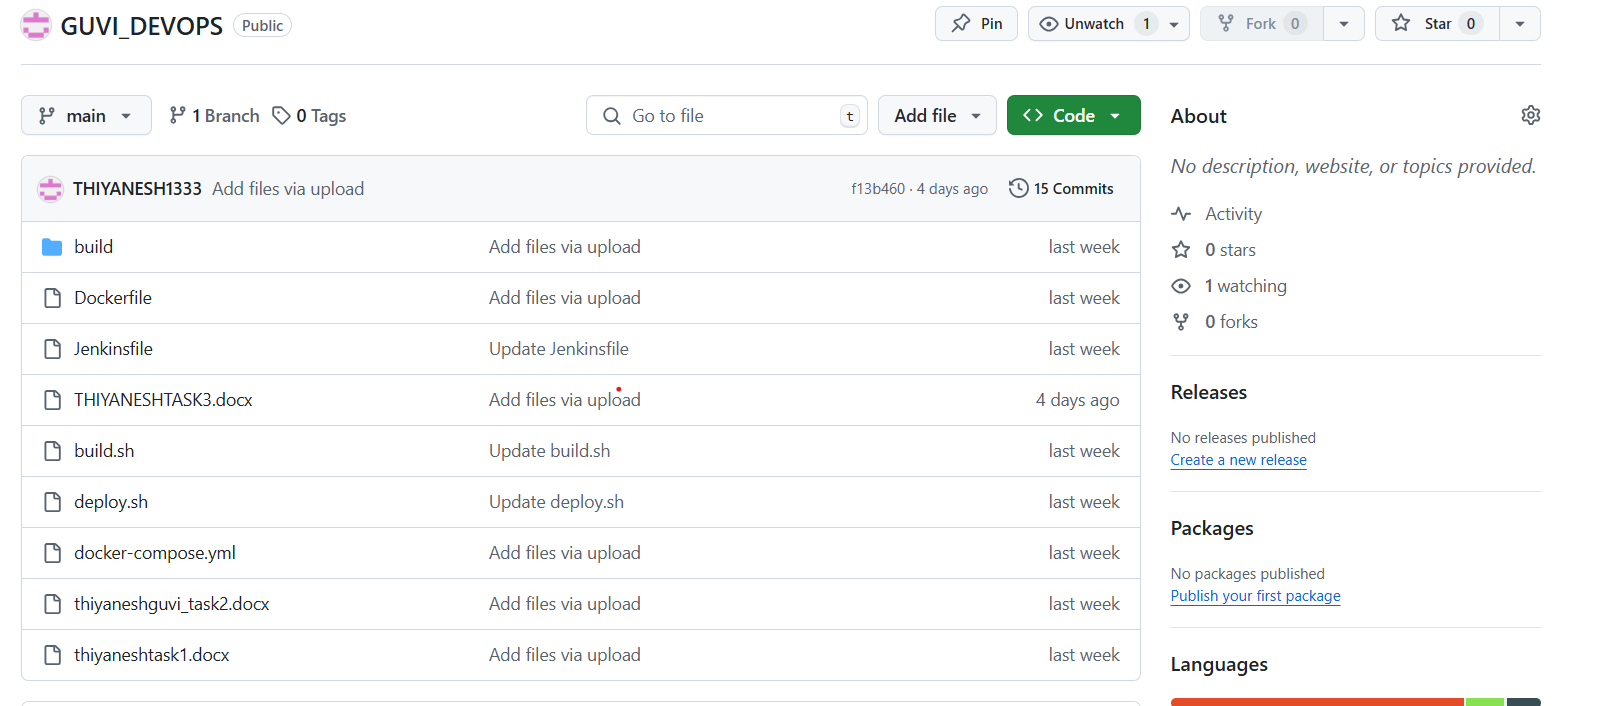 GUVI_DEVOPS Public Pin Unwatch 1 Fork 0 Star 0
main 1 Branch 0 Tags Go to file t Add file Code
THIYANESH1333 Add files via upload f13b460 · 4 days ago 15 Commits
build Add files via upload last week
Dockerfile Add files via upload last week
Jenkinsfile Update Jenkinsfile last week
THIYANESHTASK3.docx Add files via upload 4 days ago
build.sh Update build.sh last week
deploy.sh Update deploy.sh last week
docker-compose.yml Add files via upload last week
thiyaneshguvi_task2.docx Add files via upload last week
thiyaneshtask1.docx Add files via upload last week
About
No description, website, or topics provided.
Activity
0 stars
1 watching
0 forks
Releases
No releases published
Create a new release
Packages
No packages published
Publish your first package
Languages